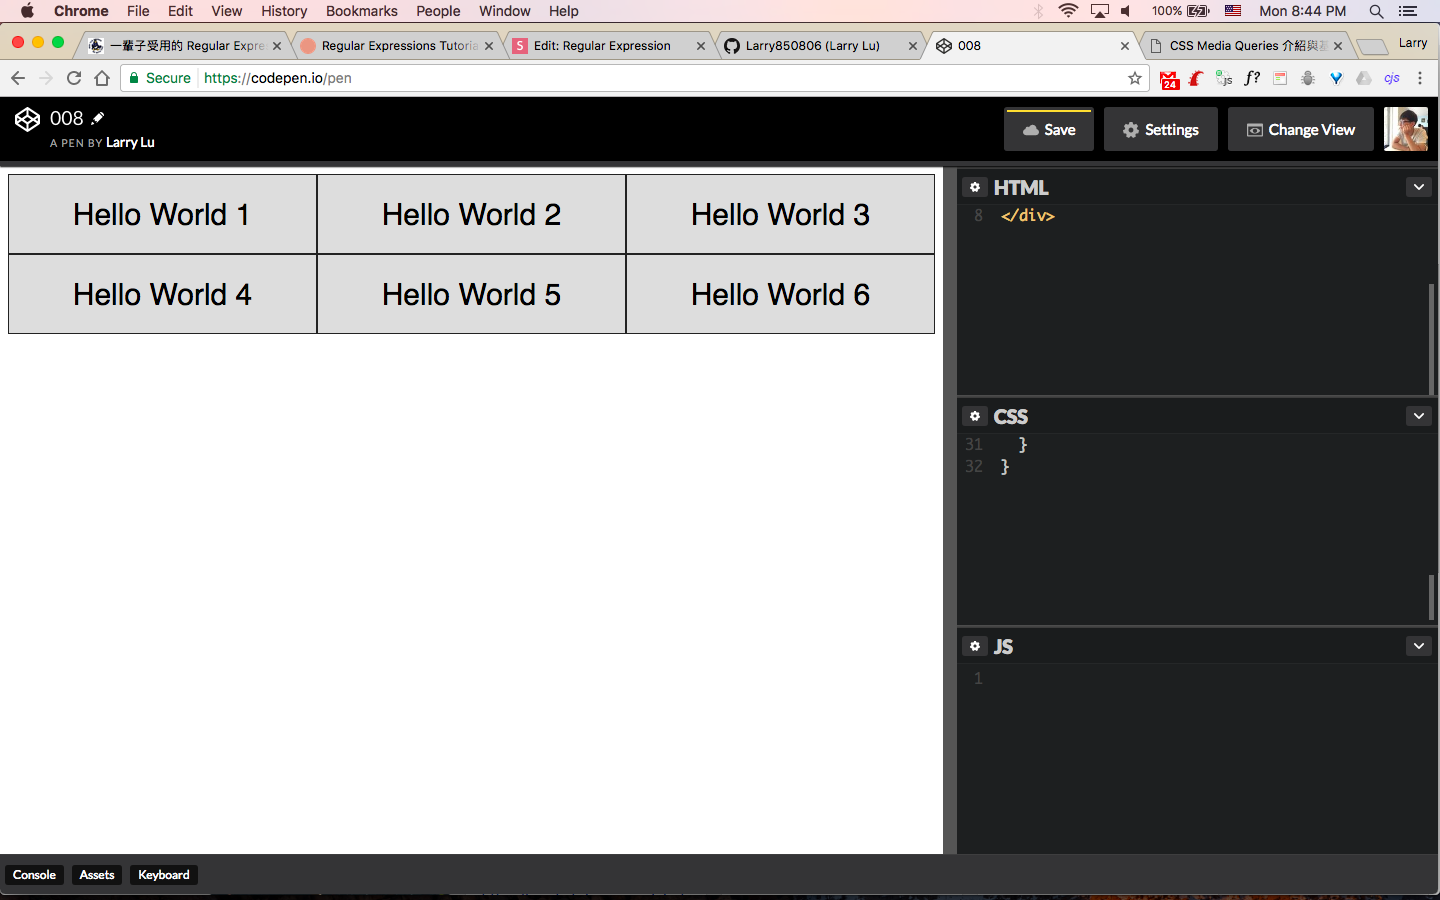 Chrome File Edit View History Bookmarks People Window Help 100% Mon 8:44 PM
一輩子受用的 Regular Expre Regular Expressions Tutoria Edit: Regular Expression Larry850806 (Larry Lu) 008 CSS Media Queries 介紹與 Larry
Secure https://codepen.io/pen 24 js f? cjs
008
A PEN BY Larry Lu
Save Settings Change View
Hello World 1 Hello World 2 Hello World 3
Hello World 4 Hello World 5 Hello World 6
HTML
8 </div>
CSS
31 }
32 }
JS
1
Console Assets Keyboard